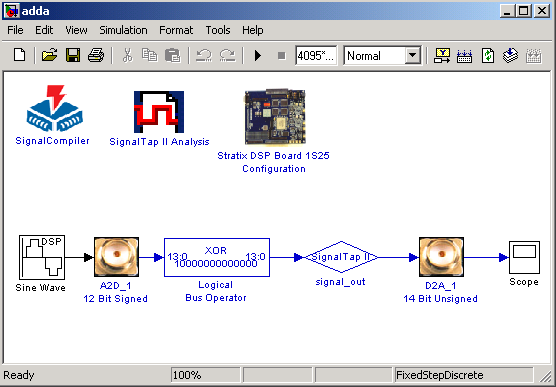 adda
File Edit View Simulation Format Tools Help
4095*... Normal
SignalCompiler
SignalTap II Analysis
Stratix DSP Board 1S25
Configuration
DSP
Sine Wave
A2D_1
12 Bit Signed
XOR
13:0 13:0
10000000000000
Logical
Bus Operator
SignalTap II
signal_out
D2A_1
14 Bit Unsigned
Scope
Ready 100% FixedStepDiscrete